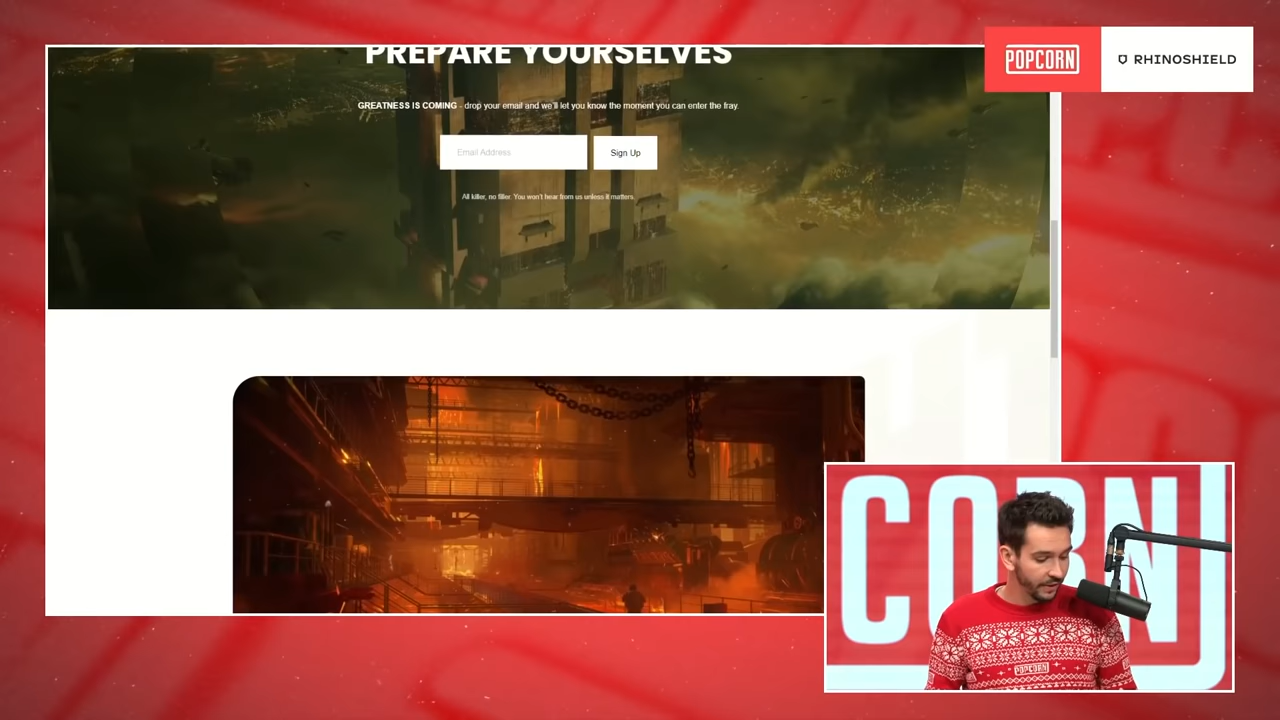 PREPARE YOURSELVES
POPCORN
RHINOSHIELD
GREATNESS IS COMING - drop your email and we'll let you know the moment you can enter the fray.
Email Address
Sign Up
All killer, no filler. You won't hear from us unless it matters.
CORN
POPCORN